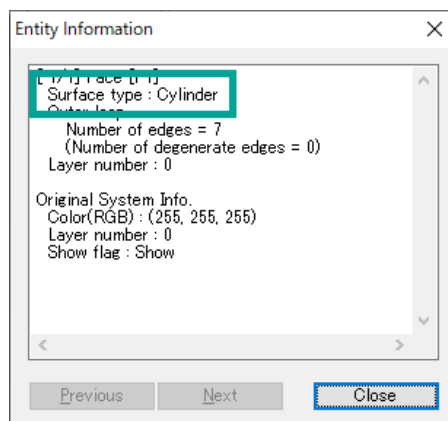 Entity Information
Surface type : Cylinder
Number of edges = 7
(Number of degenerate edges = 0)
Layer number : 0
Original System Info.
Color(RGB) : (255, 255, 255)
Layer number : 0
Show flag : Show
Previous
Next
Close